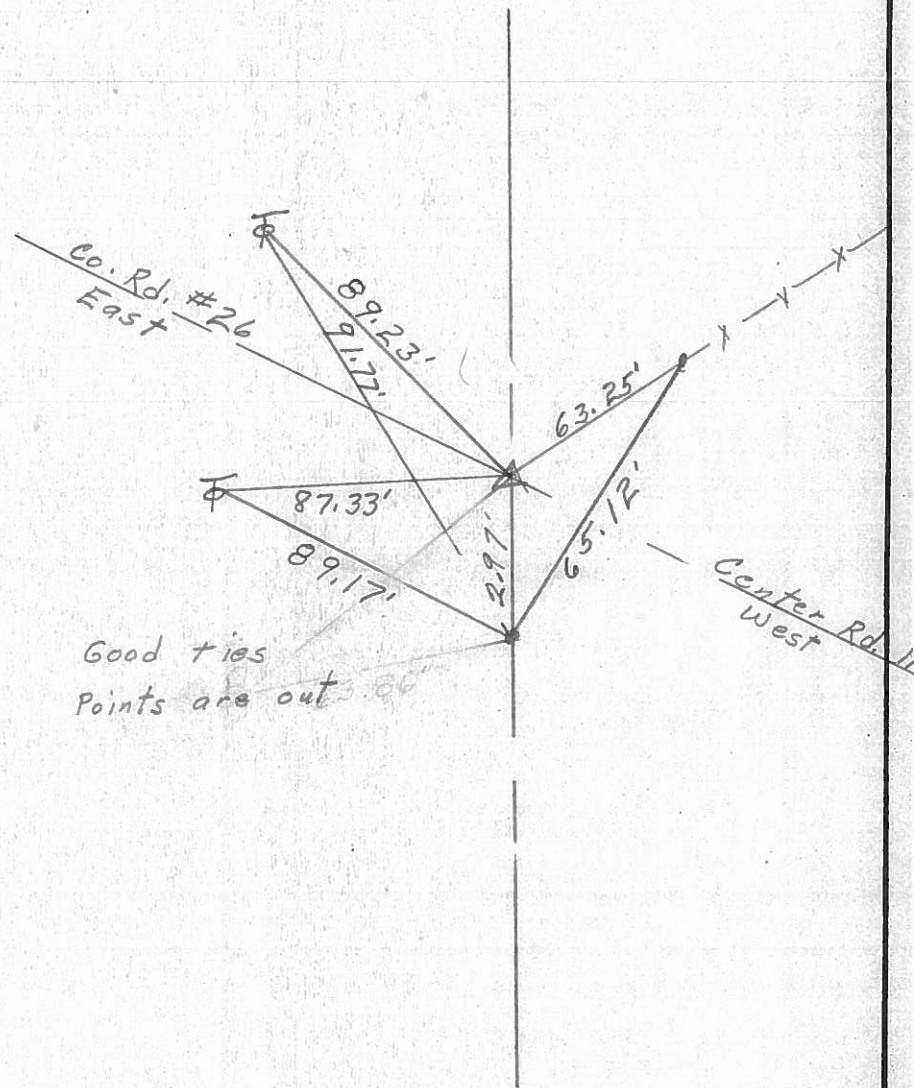 Co. Rd. #26
East
89.23'
91.77'
63.25'
87.33'
65.12'
2.97'
89.17'
Center Rd.
West
Good ties
Points are out